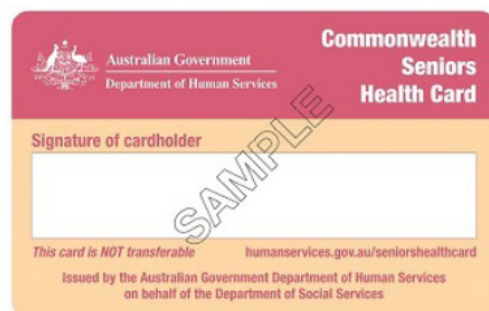 Australian Government
Department of Human Services
Commonwealth
Seniors
Health Card
Signature of cardholder
SAMPLE
This card is NOT transferable
humanservices.gov.au/seniorshealthcard
Issued by the Australian Government Department of Human Services
on behalf of the Department of Social Services